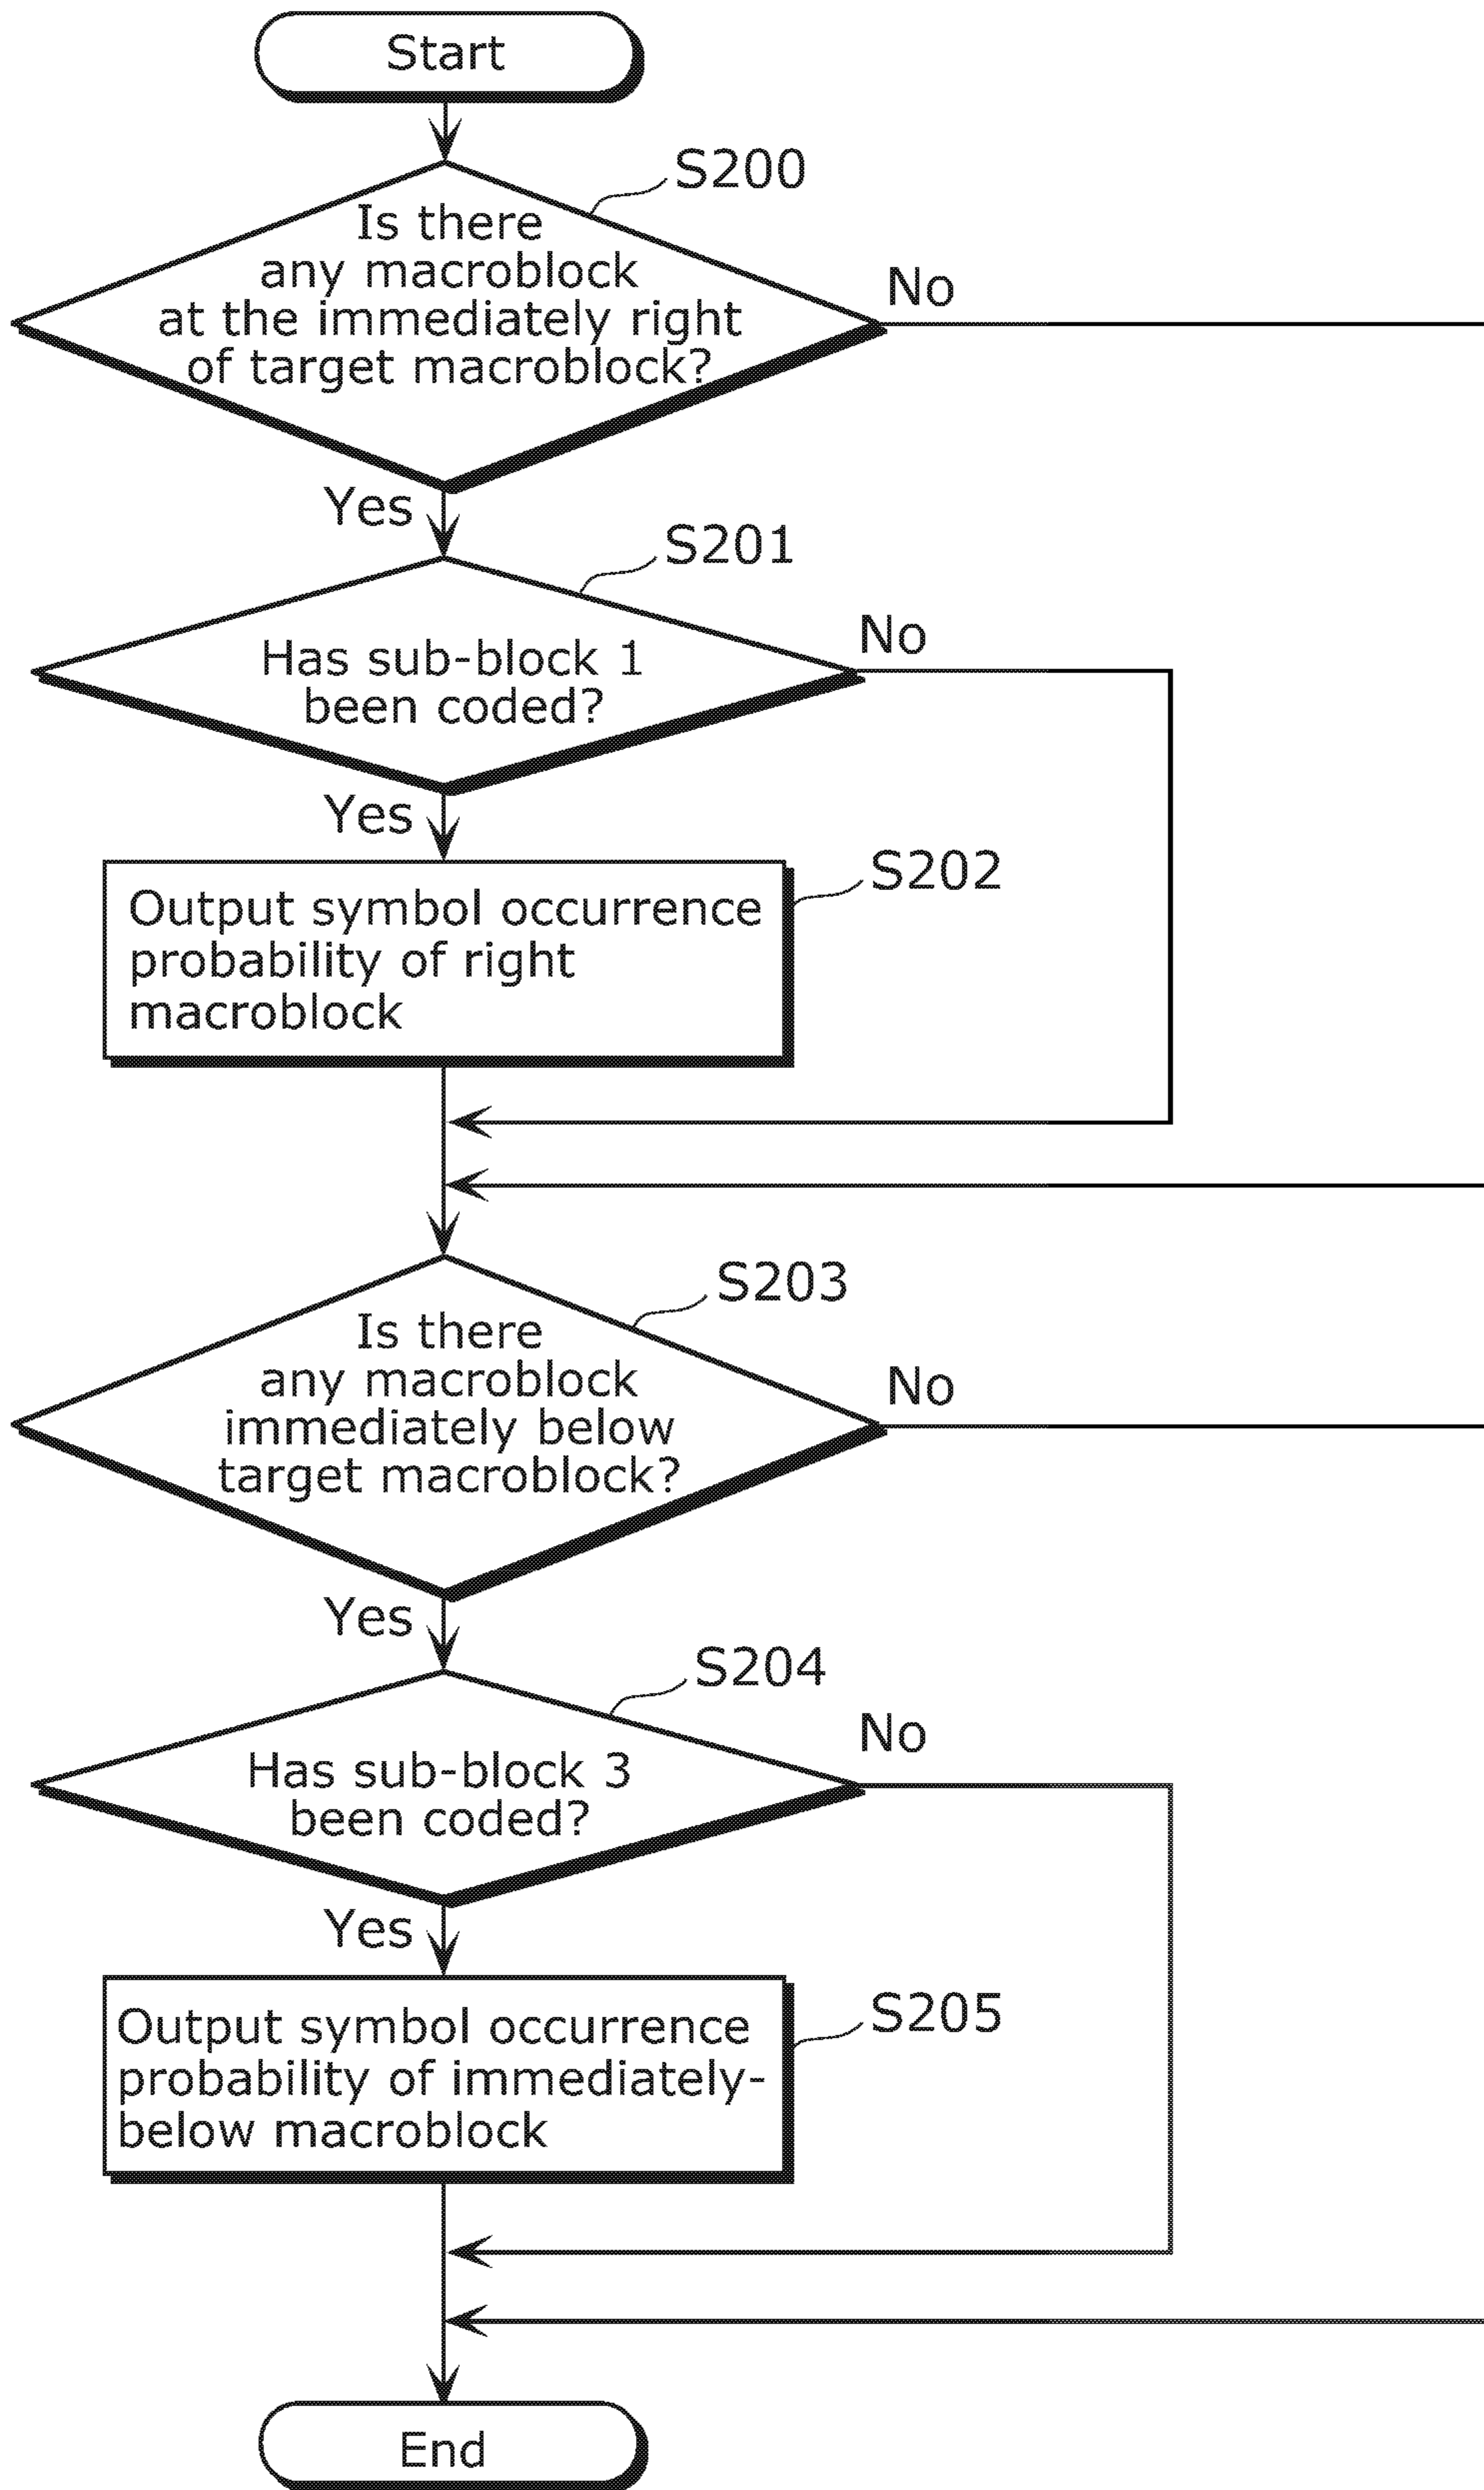 Start
S200
Is there
any macroblock
at the immediately right
of target macroblock?
No
Yes
S201
Has sub-block 1
been coded?
No
Yes
S202
Output symbol occurrence
probability of right
macroblock
S203
Is there
any macroblock
immediately below
target macroblock?
No
Yes
S204
Has sub-block 3
been coded?
No
Yes
S205
Output symbol occurrence
probability of immediately-
below macroblock
End